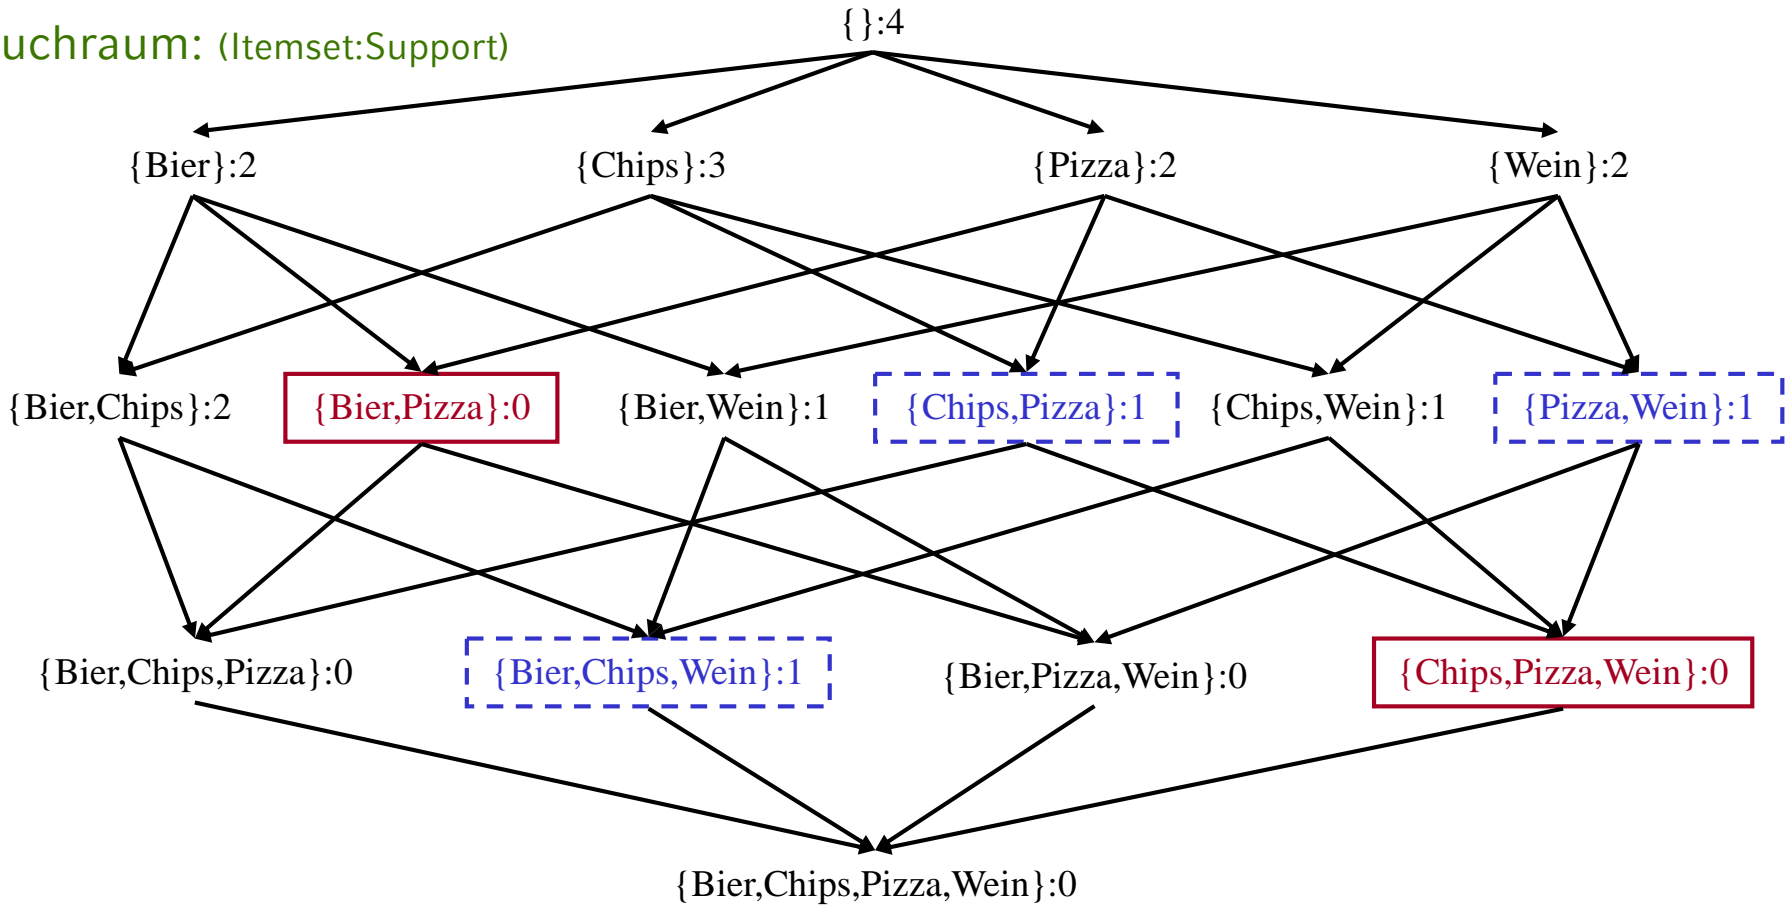 uchraum: (Itemset:Support)
{}:4
{Bier}:2 {Chips}:3 {Pizza}:2 {Wein}:2
{Bier,Chips}:2 {Bier,Pizza}:0 {Bier,Wein}:1 {Chips,Pizza}:1 {Chips,Wein}:1 {Pizza,Wein}:1
{Bier,Chips,Pizza}:0 {Bier,Chips,Wein}:1 {Bier,Pizza,Wein}:0 {Chips,Pizza,Wein}:0
{Bier,Chips,Pizza,Wein}:0